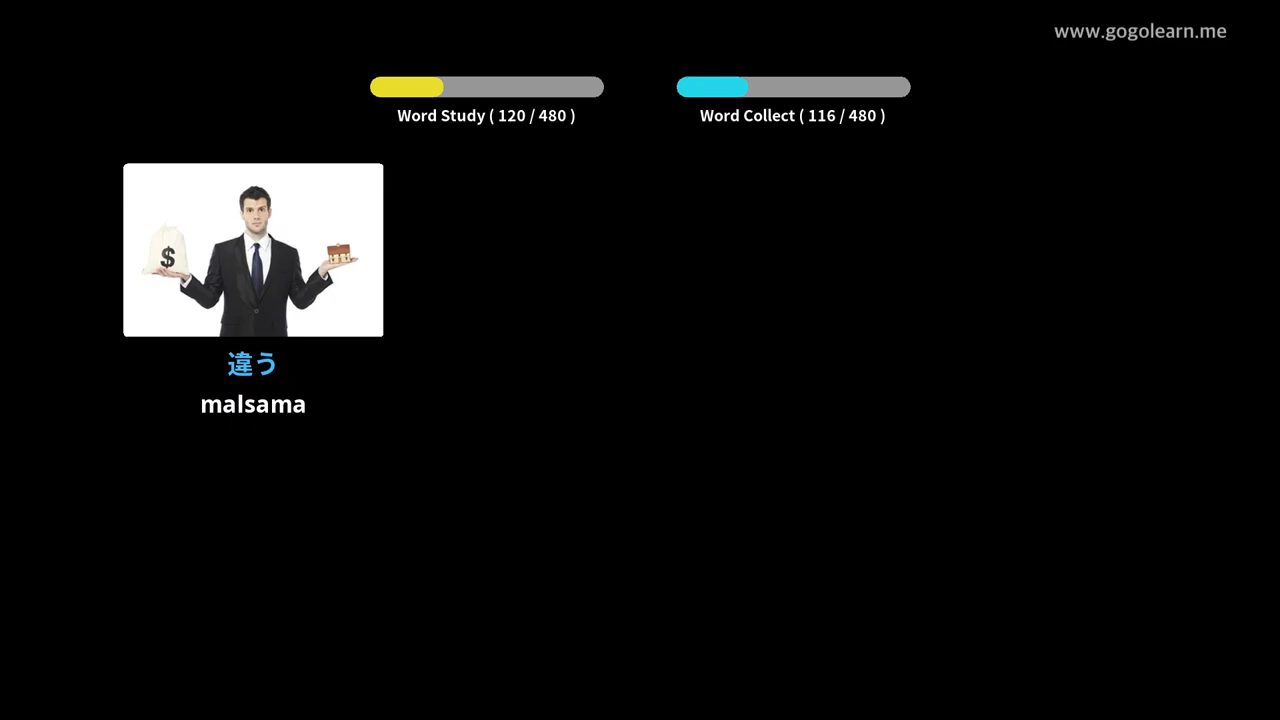 www.gogolearn.me
Word Study ( 120 / 480 )
Word Collect ( 116 / 480 )
$
違う
malsama